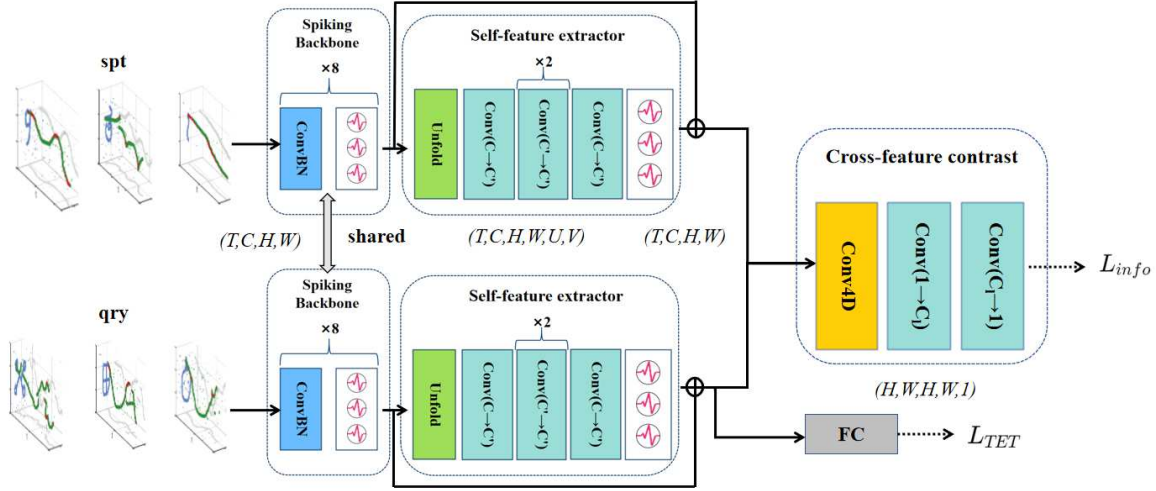 spt
Spiking
Backbone
×8
ConvBN
Self-feature extractor
×2
Unfold
Conv(C→C')
Conv(C'→C')
Conv(C→C')
(T,C,H,W)
shared
(T,C,H,W,U,V)
(T,C,H,W)
qry
Spiking
Backbone
×8
ConvBN
Self-feature extractor
×2
Unfold
Conv(C→C')
Conv(C'→C')
Conv(C→C')
Cross-feature contrast
Conv4D
Conv(1→C_l)
Conv(C_l→1)
L_info
(H,W,H,W,1)
FC
L_TET